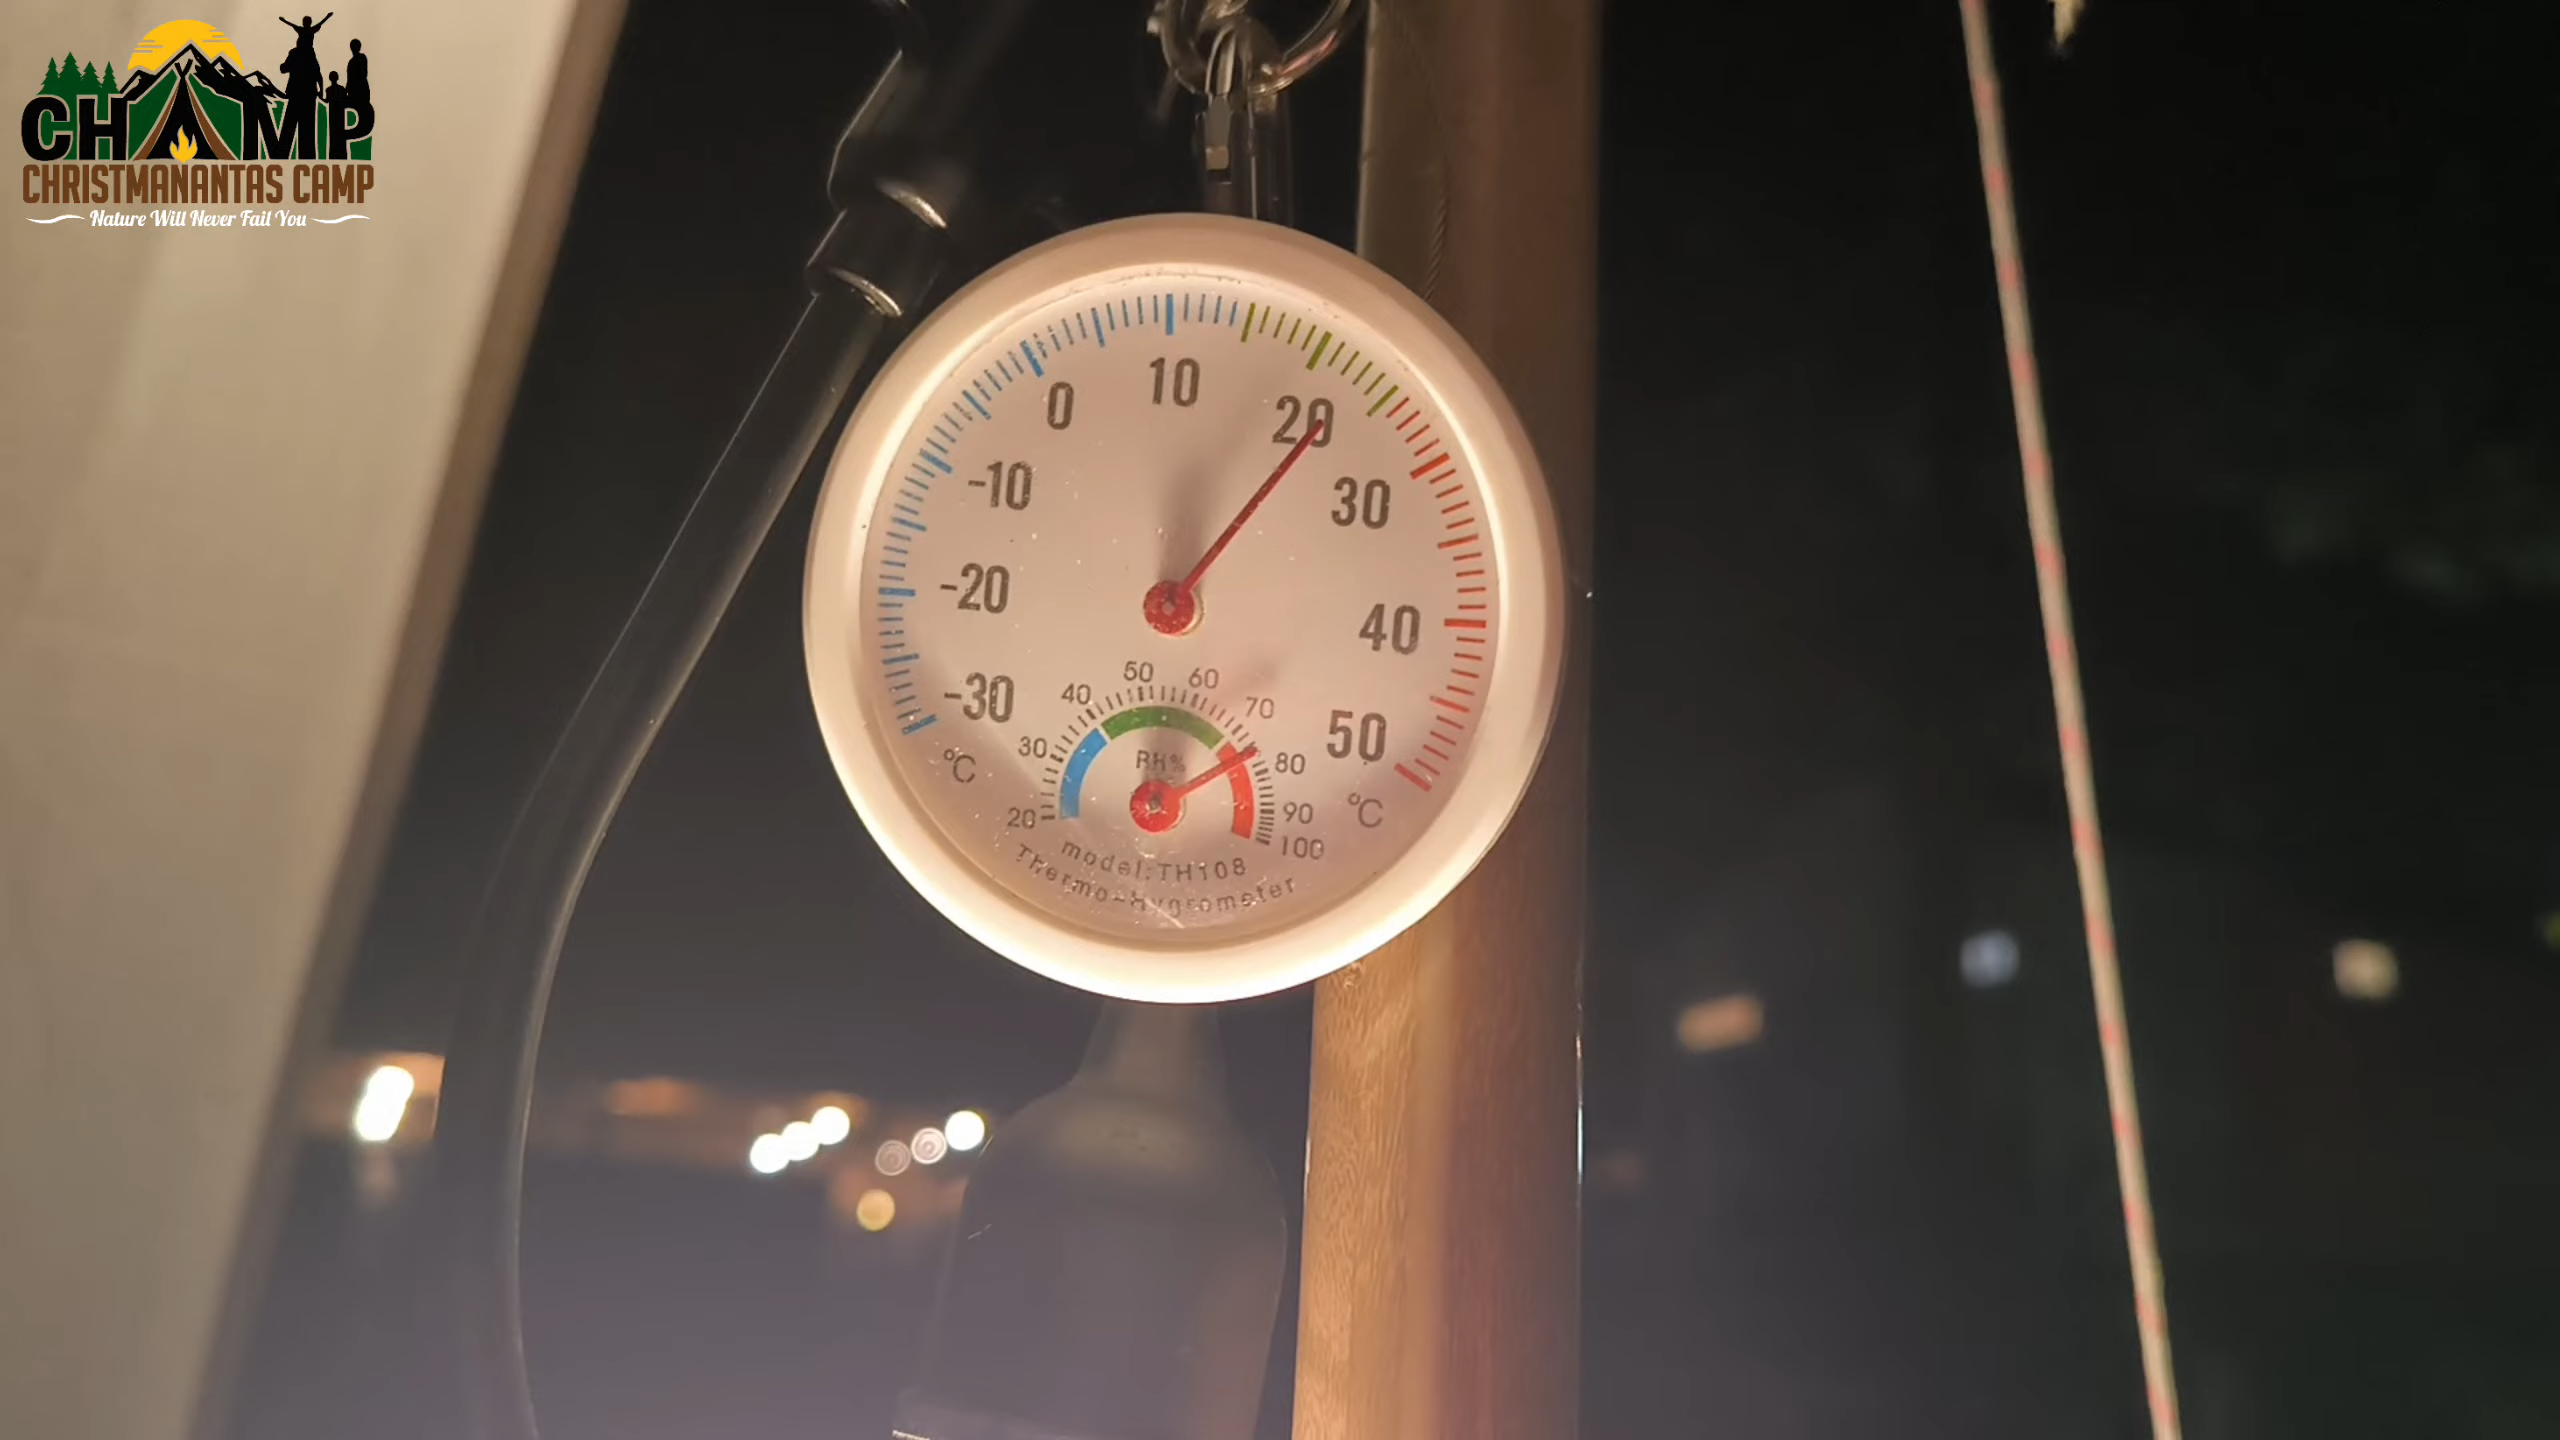 CHAMP
CHRISTMANANTAS CAMP
Nature Will Never Fail You
0
10
20
-10
30
-20
40
-30
50
°C
°C
50
60
40
70
30
RH%
80
20
90
100
model:TH108
Thermo-Hygrometer